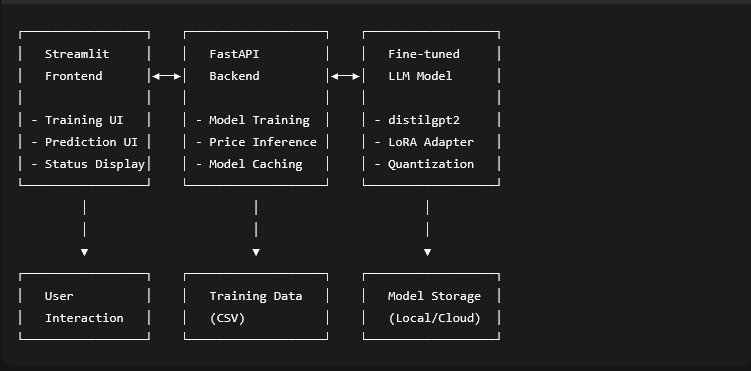 Streamlit
Frontend
- Training UI
- Prediction UI
- Status Display
FastAPI
Backend
- Model Training
- Price Inference
- Model Caching
Fine-tuned
LLM Model
- distilgpt2
- LoRA Adapter
- Quantization
User
Interaction
Training Data
(CSV)
Model Storage
(Local/Cloud)